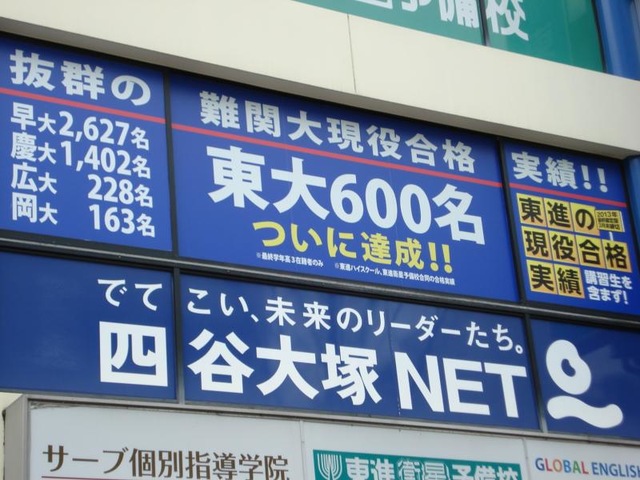 予備校
抜群の
難関大現役合格
実績!!
早大2,627名
慶大1,402名
広大 228名
岡大 163名
東大600名
ついに達成!!
※最終学年高3在籍者のみ
※東進ハイスクール、東進衛星予備校合同の合格実績
東進の
2013年
現役合格
実績
講習生を
含まず!
でてこい、未来のリーダーたち。
四谷大塚NET
サーブ個別指導学院
東進衛星予備校
GLOBAL ENGLISH